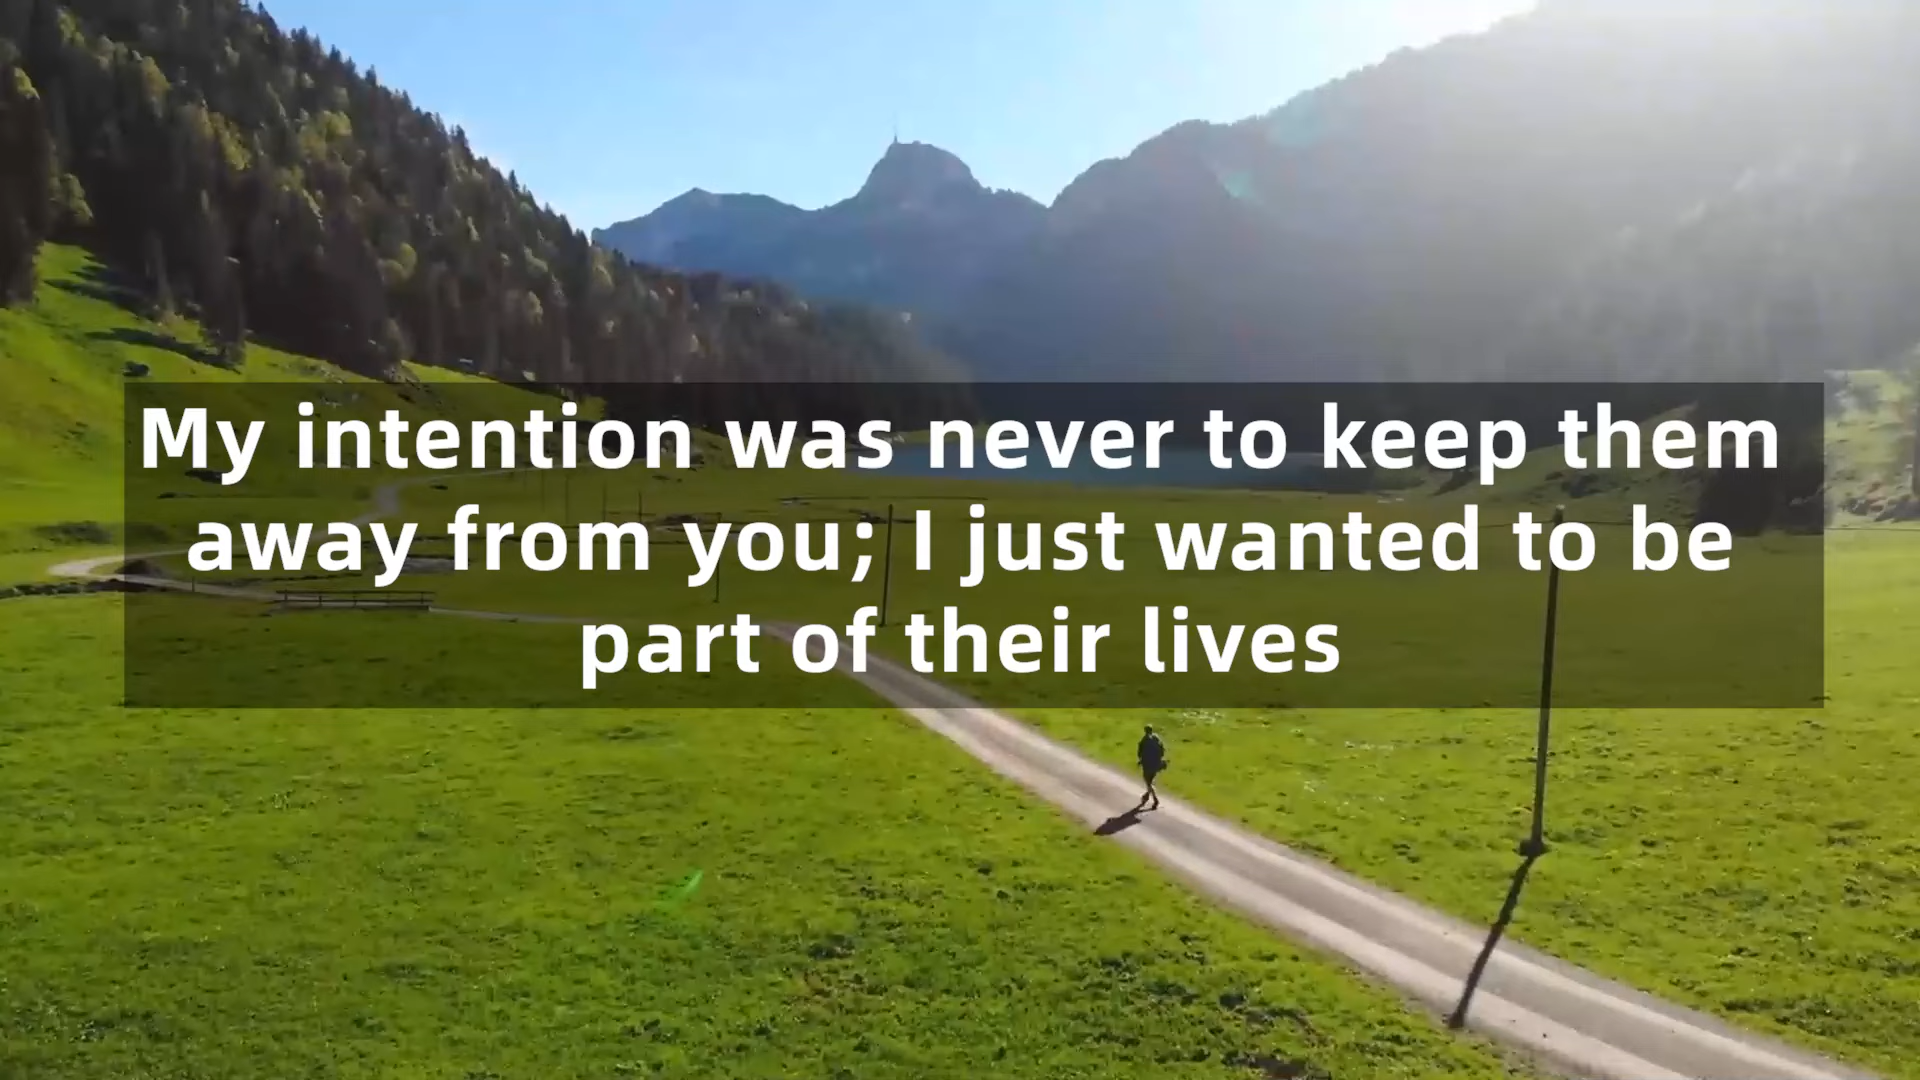 My intention was never to keep them
away from you; I just wanted to be
part of their lives